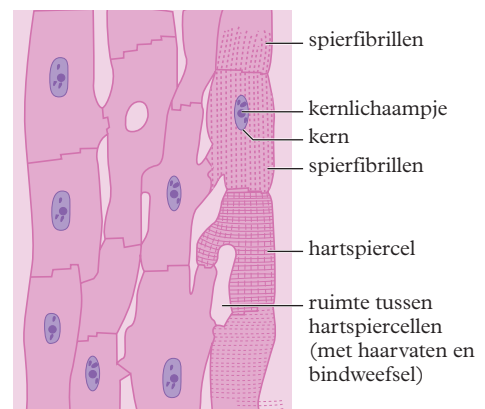 spierfibrillen
kernlichaampje
kern
spierfibrillen
hartspiercel
ruimte tussen
hartspiercellen
(met haarvaten en
bindweefsel)